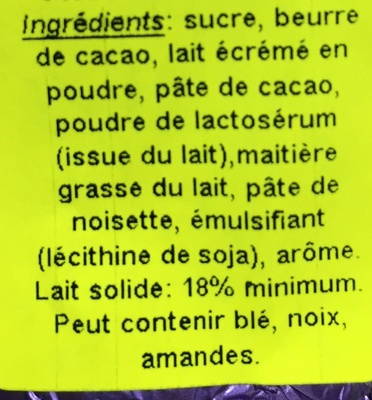 Ingrédients: sucre, beurre
de cacao, lait écrémé en
poudre, pâte de cacao,
poudre de lactosérum
(issue du lait),maitière
grasse du lait, pâte de
noisette, émulsifiant
(lécithine de soja), arôme.
Lait solide: 18% minimum.
Peut contenir blé, noix,
amandes.